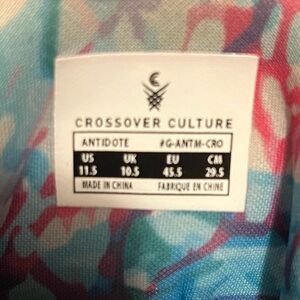 CROSSOVER CULTURE
ANTIDOTE #G-ANTM-CRO
US UK EU CM
11.5 10.5 45.5 29.5
MADE IN CHINA FABRIQUE EN CHINE